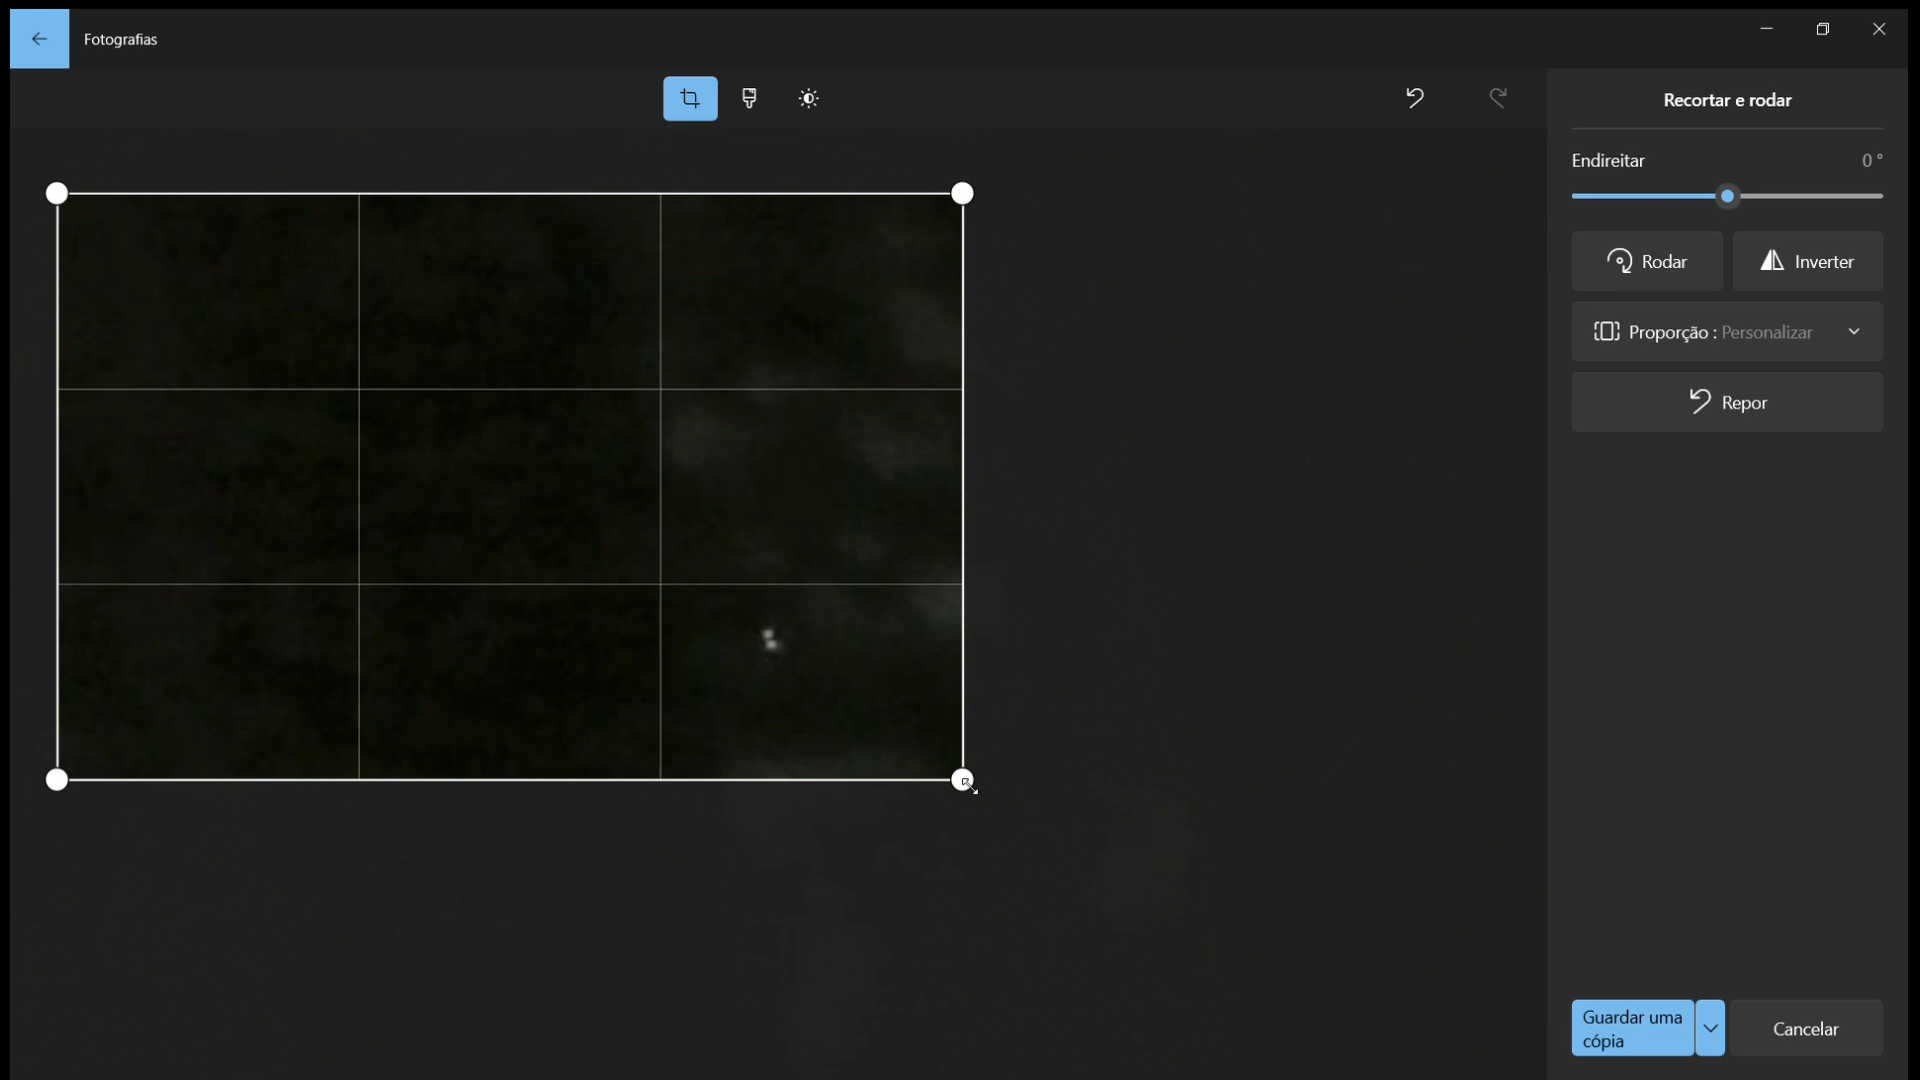 Fotografias
Recortar e rodar
Endireitar 0 °
Rodar Inverter
Proporção : Personalizar
Repor
Guardar uma
cópia
Cancelar